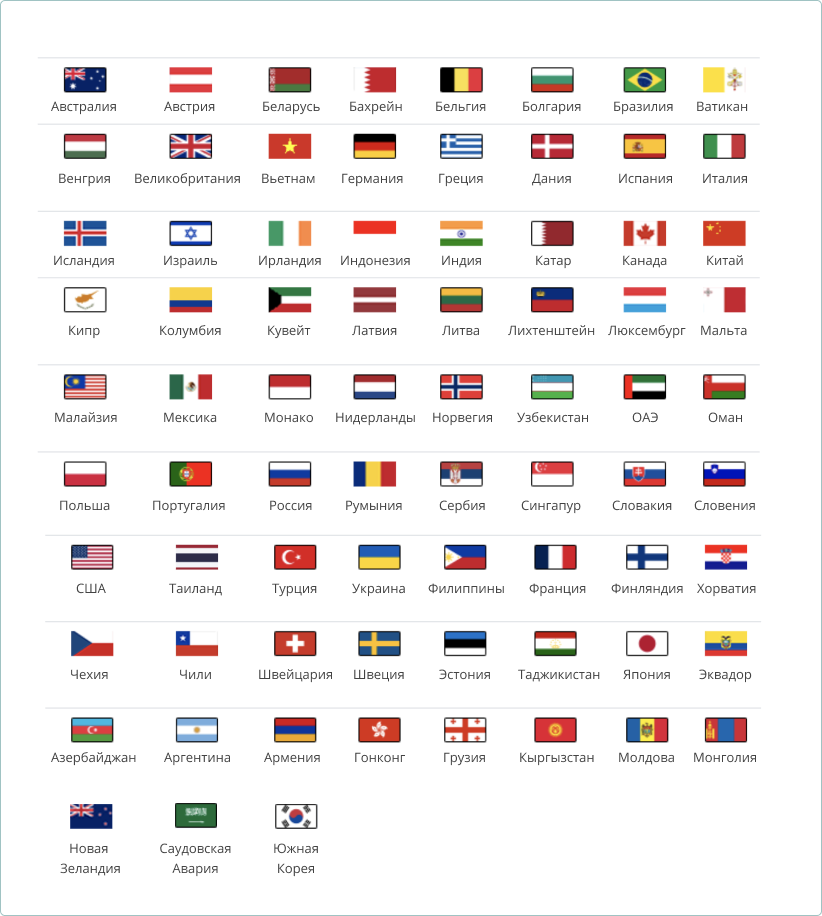 Австралия Австрия Беларусь Бахрейн Бельгия Болгария Бразилия Ватикан
Венгрия Великобритания Вьетнам Германия Греция Дания Испания Италия
Исландия Израиль Ирландия Индонезия Индия Катар Канада Китай
Кипр Колумбия Кувейт Латвия Литва Лихтенштейн Люксембург Мальта
Малайзия Мексика Монако Нидерланды Норвегия Узбекистан ОАЭ Оман
Польша Португалия Россия Румыния Сербия Сингапур Словакия Словения
США Таиланд Турция Украина Филиппины Франция Финляндия Хорватия
Чехия Чили Швейцария Швеция Эстония Таджикистан Япония Эквадор
Азербайджан Аргентина Армения Гонконг Грузия Кыргызстан Молдова Монголия
Новая Саудовская Южная
Зеландия Авария Корея